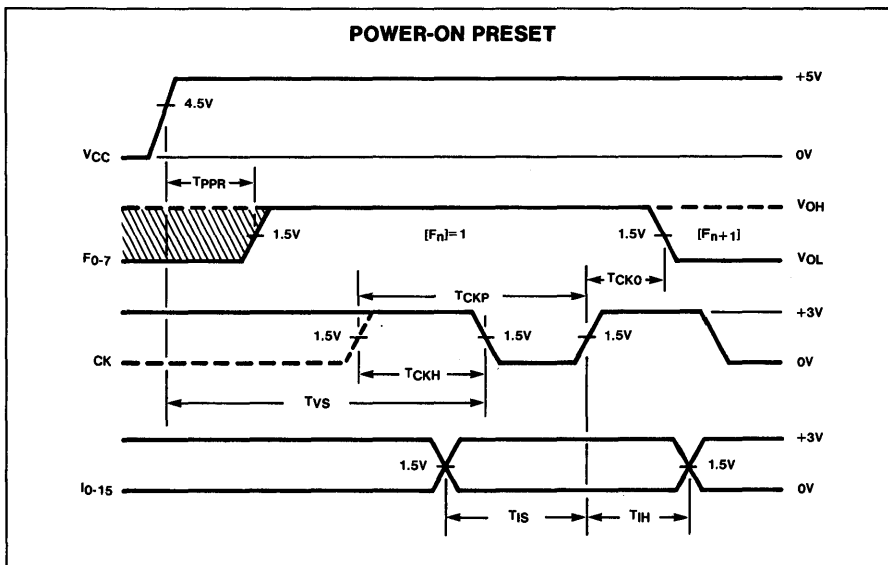 POWER-ON PRESET
+5V
4.5V
VCC
0V
TPPR
VOH
1.5V
[Fn]=1
1.5V
[Fn+1]
F0-7
VOL
TCKO
TCKP
+3V
1.5V
1.5V
1.5V
CK
0V
TCKH
TVS
+3V
1.5V
1.5V
I0-15
0V
TIS
TIH